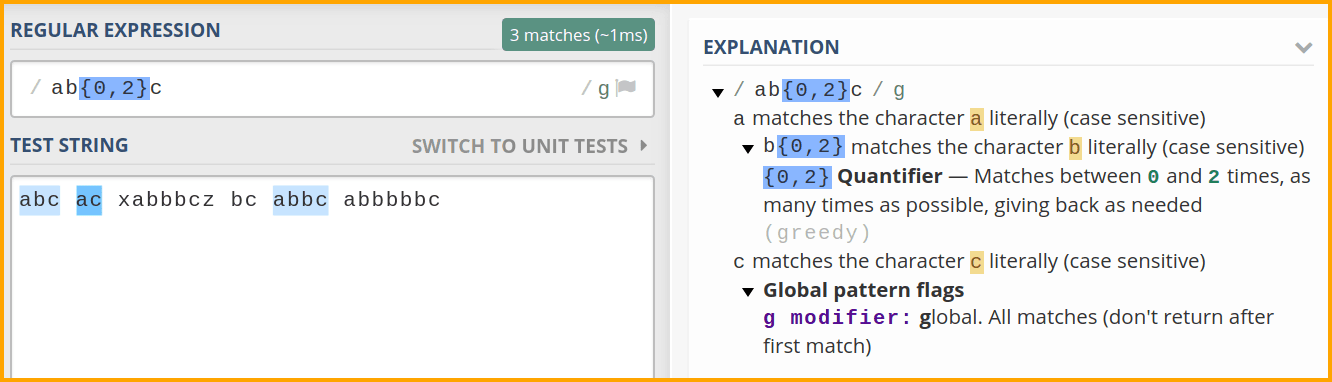 REGULAR EXPRESSION
3 matches (~1ms)
/ ab{0,2}c / g
TEST STRING
SWITCH TO UNIT TESTS
abc ac xabbbcz bc abbc abbbbbc
EXPLANATION
/ ab{0,2}c / g
a matches the character a literally (case sensitive)
b{0,2} matches the character b literally (case sensitive)
{0,2} Quantifier — Matches between 0 and 2 times, as
many times as possible, giving back as needed
(greedy)
c matches the character c literally (case sensitive)
Global pattern flags
g modifier: global. All matches (don't return after
first match)